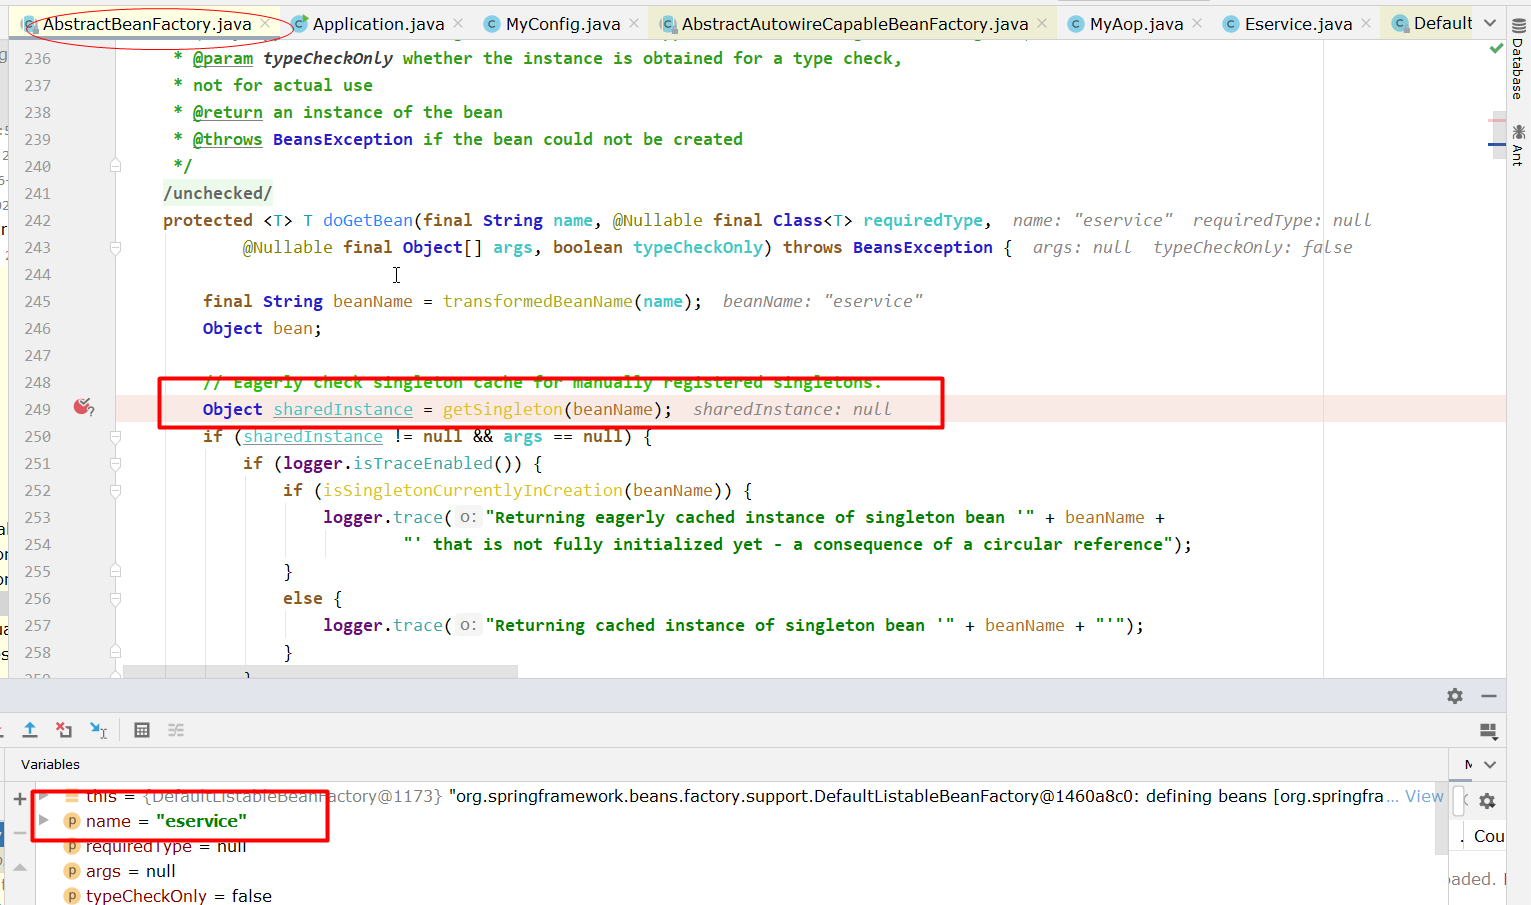 AbstractBeanFactory.java Application.java MyConfig.java AbstractAutowireCapableBeanFactory.java MyAop.java Eservice.java Default
Database
Ant
236 * @param typeCheckOnly whether the instance is obtained for a type check,
237 * not for actual use
238 * @return an instance of the bean
239 * @throws BeansException if the bean could not be created
240 */
241 /unchecked/
242 protected <T> T doGetBean(final String name, @Nullable final Class<T> requiredType, name: "eservice" requiredType: null
243 @Nullable final Object[] args, boolean typeCheckOnly) throws BeansException { args: null typeCheckOnly: false
244
245 final String beanName = transformedBeanName(name); beanName: "eservice"
246 Object bean;
247
248 // Eagerly check singleton cache for manually registered singletons.
249 Object sharedInstance = getSingleton(beanName); sharedInstance: null
250 if (sharedInstance != null && args == null) {
251 if (logger.isTraceEnabled()) {
252 if (isSingletonCurrentlyInCreation(beanName)) {
253 logger.trace( o: "Returning eagerly cached instance of singleton bean '" + beanName +
254 "' that is not fully initialized yet - a consequence of a circular reference");
255 }
256 else {
257 logger.trace( o: "Returning cached instance of singleton bean '" + beanName + "'");
258 }
259 }
Variables
this = {DefaultListableBeanFactory@1173} "org.springframework.beans.factory.support.DefaultListableBeanFactory@1460a8c0: defining beans [org.springfra... View
name = "eservice"
requiredType = null
args = null
typeCheckOnly = false
Cou